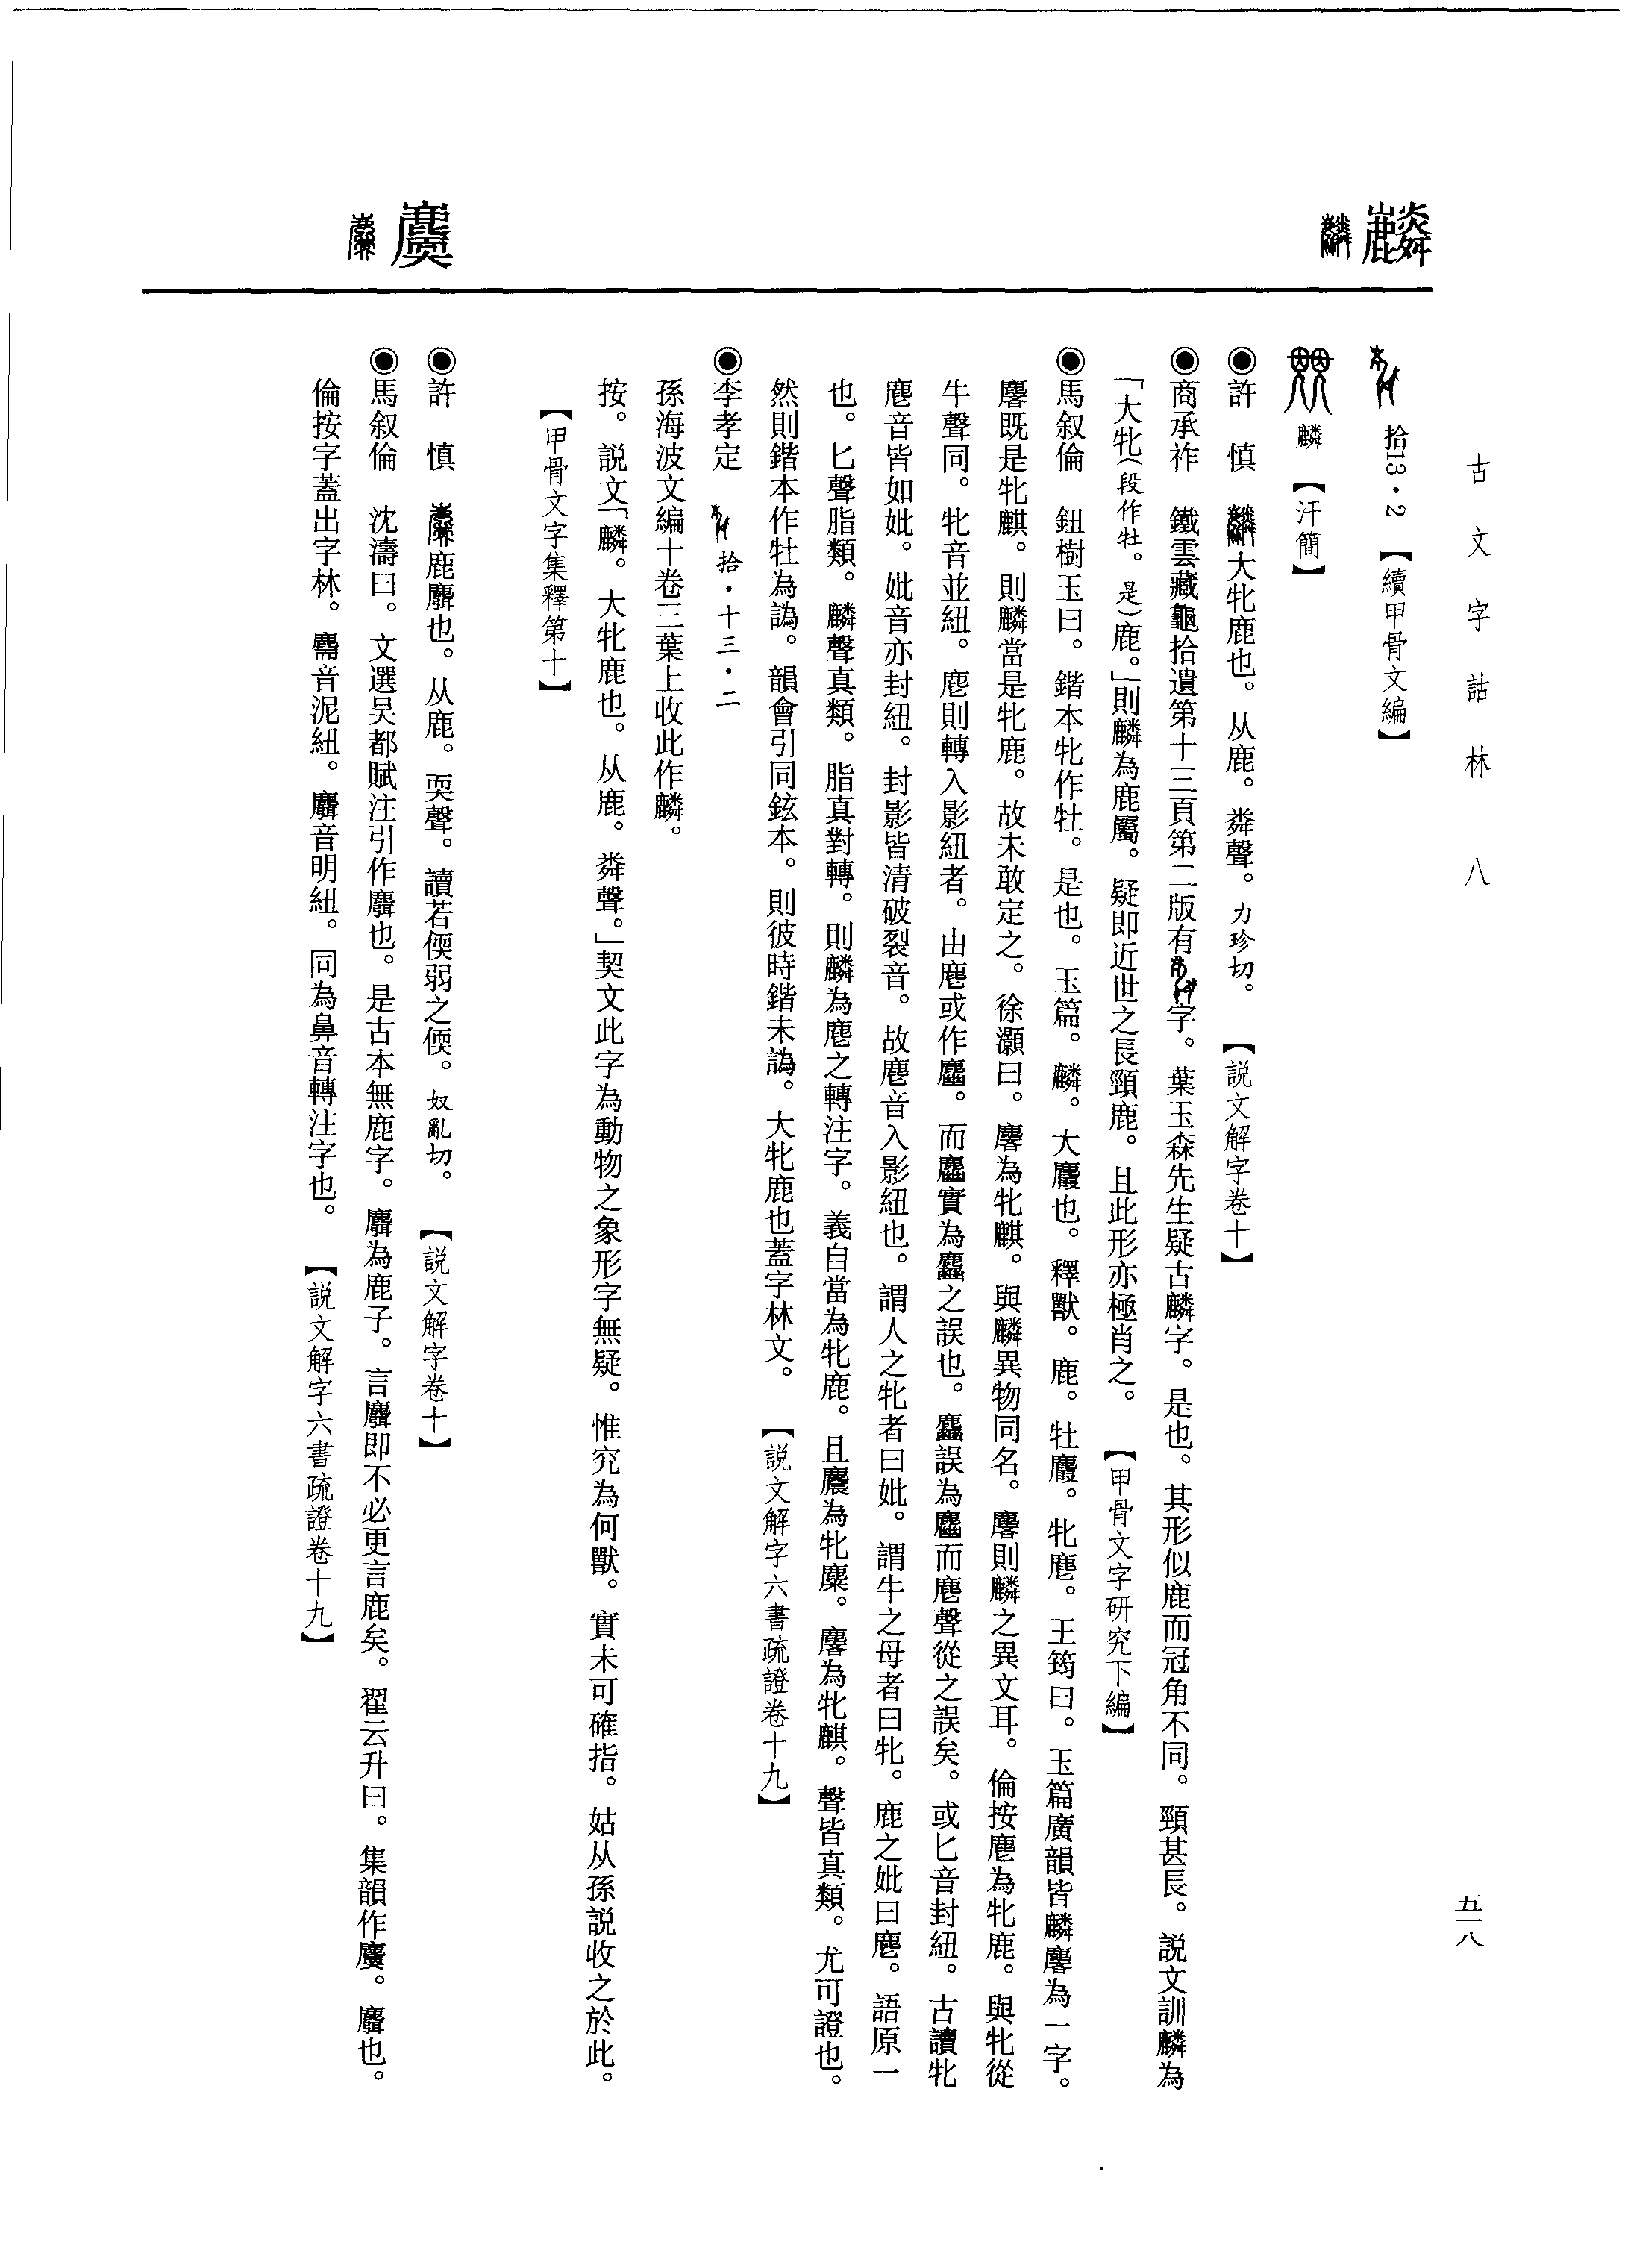 古文字詁林 八
五一八
麟
拾13·2 【續甲骨文編】
麟【汗簡】
◉許 慎 大牝鹿也。从鹿。粦聲。力珍切。 【説文解字卷十】
◉商承祚 鐵雲藏龜拾遺第十三頁第二版有字。葉玉森先生疑古麟字。是也。其形似鹿而冠角不同。頸甚長。説文訓麟為
「大牝(段作牡。是)鹿。」則麟為鹿屬。疑即近世之長頸鹿。且此形亦極肖之。 【甲骨文字研究下編】
◉馬叙倫 鈕樹玉曰。鍇本牝作牡。是也。玉篇。麟。大麚也。釋獸。鹿。牡麚。牝麀。王筠曰。玉篇廣韻皆麟麐為一字。
麐既是牝麒。則麟當是牝鹿。故未敢定之。徐灝曰。麐為牝麒。與麟異物同名。麐則麟之異文耳。倫按麀為牝鹿。與牝從
牛聲同。牝音並紐。麀則轉入影紐者。由麀或作。而實為之誤也。誤為而麀聲從之誤矣。或匕音封紐。古讀牝
麀音皆如妣。妣音亦封紐。封影皆清破裂音。故麀音入影紐也。謂人之牝者曰妣。謂牛之母者曰牝。鹿之妣曰麀。語原一
也。匕聲脂類。麟聲真類。脂真對轉。則麟為麀之轉注字。義自當為牝鹿。且麎為牝麋。麐為牝麒。聲皆真類。尤可證也。
然則鍇本作牡為譌。韻會引同鉉本。則彼時鍇未譌。大牝鹿也蓋字林文。 【説文解字六書疏證卷十九】
◉李孝定 拾·十三·二
孫海波文編十卷三葉上收此作麟。
按。説文「麟。大牝鹿也。从鹿。粦聲。」契文此字為動物之象形字無疑。惟究為何獸。實未可確指。姑从孫説收之於此。
【甲骨文字集釋第十】
◉許 慎 鹿麛也。从鹿。耎聲。讀若偄弱之偄。奴亂切。 【説文解字卷十】
◉馬叙倫 沈濤曰。文選吴都賦注引作麛也。是古本無鹿字。麛為鹿子。言麛即不必更言鹿矣。翟云升曰。集韻作。麛也。
倫按字蓋出字林。音泥紐。麛音明紐。同為鼻音轉注字也。 【説文解字六書疏證卷十九】